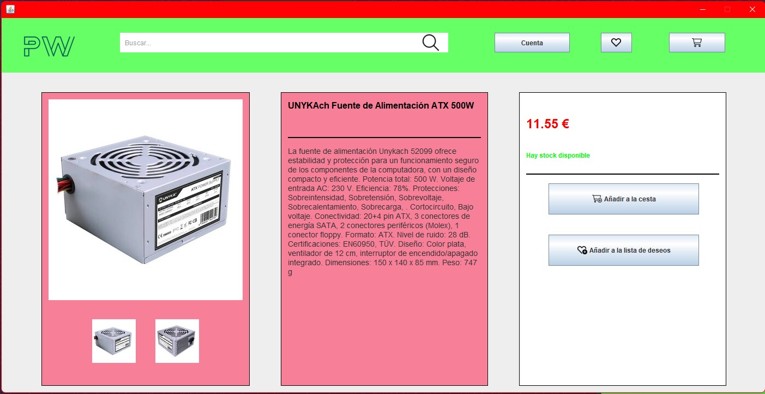 PW
Buscar..
Cuenta
UNYKAch Fuente de Alimentación ATX 500W
La fuente de alimentación Unykach 52099 ofrece
estabilidad y protección para un funcionamiento seguro
de los componentes de la computadora, con un diseño
compacto y eficiente. Potencia total: 500 W. Voltaje de
entrada AC: 230 V. Eficiencia: 78%. Protecciones:
Sobreintensidad, Sobretensión, Sobrevoltaje,
Sobrecalentamiento, Sobrecarga, . Cortocircuito, Bajo
voltaje. Conectividad: 20+4 pin ATX, 3 conectores de
energía SATA, 2 conectores periféricos (Molex), 1
conector floppy. Formato: ATX. Nivel de ruido: 28 dB.
Certificaciones: EN60950, TÜV. Diseño: Color plata,
ventilador de 12 cm, interruptor de encendido/apagado
integrado. Dimensiones: 150 x 140 x 85 mm. Peso: 747
g
11.55 €
Hay stock disponible
Añadir a la cesta
Añadir a la lista de deseos